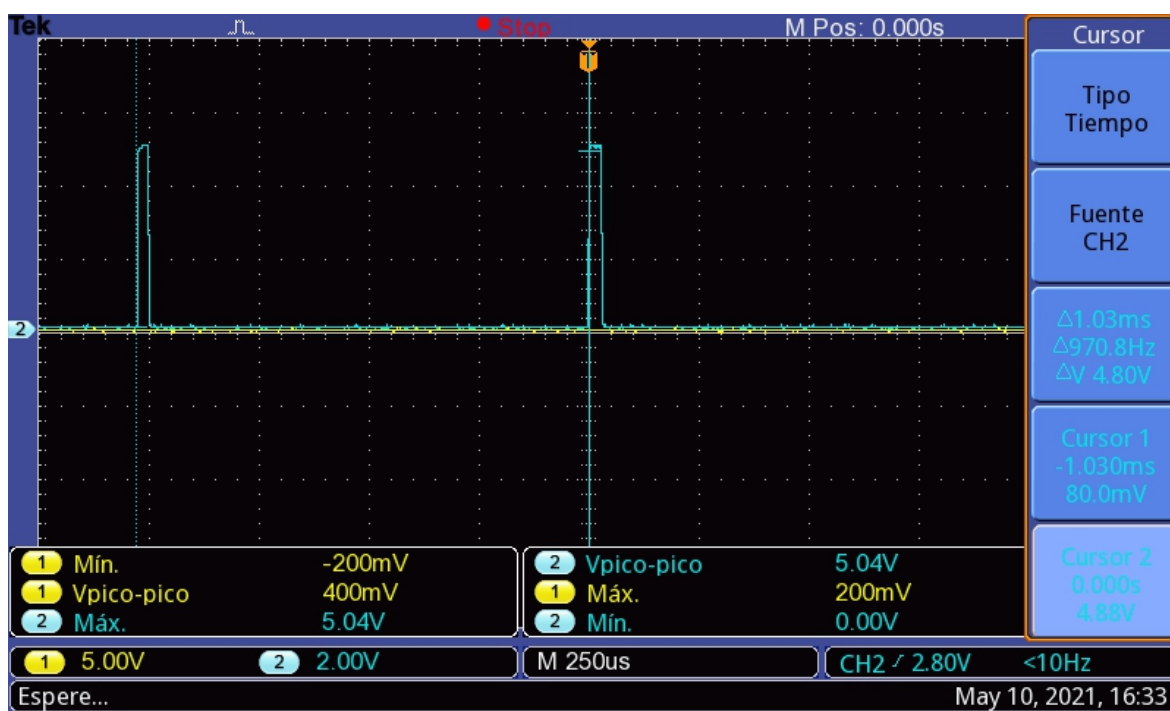 Tek
Stop
M Pos: 0.000s
Cursor
T
Tipo
Tiempo
Fuente
CH2
2
△1.03ms
△970.8Hz
△V 4.80V
Cursor 1
-1.030ms
80.0mV
Cursor 2
0.000s
4.88V
1 Mín. -200mV
1 Vpico-pico 400mV
2 Máx. 5.04V
2 Vpico-pico 5.04V
1 Máx. 200mV
2 Mín. 0.00V
1 5.00V 2 2.00V
M 250us
CH2 / 2.80V <10Hz
Espere...
May 10, 2021, 16:33